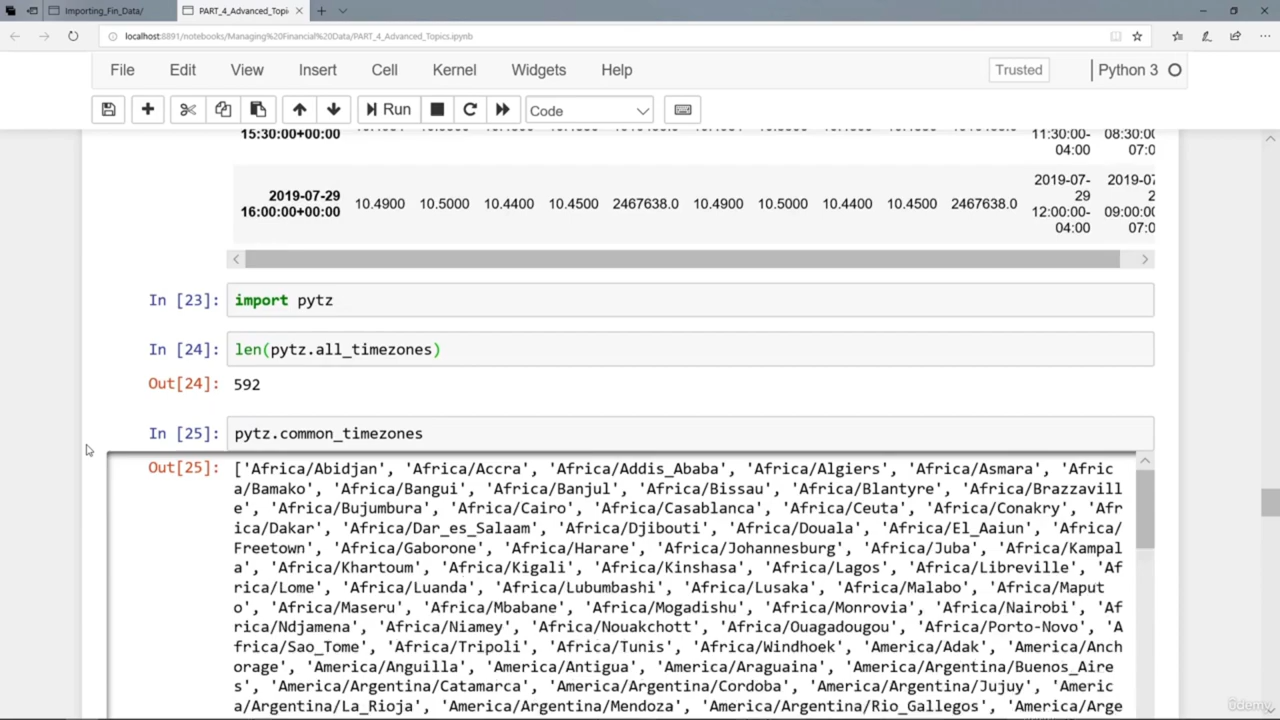 Importing_Fin_Data/
PART_4_Advanced_Topi
localhost:8891/notebooks/Managing%20Financial%20Data/PART_4_Advanced_Topics.ipynb
File Edit View Insert Cell Kernel Widgets Help Trusted Python 3
Run Code
15:30:00+00:00
11:30:00- 08:30:00
04:00 07:
2019-07- 2019-07
29 2
2019-07-29 16:00:00+00:00 10.4900 10.5000 10.4400 10.4500 2467638.0 10.4900 10.5000 10.4400 10.4500 2467638.0
12:00:00- 09:00:00
04:00 07:0
In [23]: import pytz
In [24]: len(pytz.all_timezones)
Out[24]: 592
In [25]: pytz.common_timezones
Out[25]: ['Africa/Abidjan', 'Africa/Accra', 'Africa/Addis_Ababa', 'Africa/Algiers', 'Africa/Asmara', 'Afric
a/Bamako', 'Africa/Bangui', 'Africa/Banjul', 'Africa/Bissau', 'Africa/Blantyre', 'Africa/Brazzavill
e', 'Africa/Bujumbura', 'Africa/Cairo', 'Africa/Casablanca', 'Africa/Ceuta', 'Africa/Conakry', 'Afr
ica/Dakar', 'Africa/Dar_es_Salaam', 'Africa/Djibouti', 'Africa/Douala', 'Africa/El_Aaiun', 'Africa/
Freetown', 'Africa/Gaborone', 'Africa/Harare', 'Africa/Johannesburg', 'Africa/Juba', 'Africa/Kampal
a', 'Africa/Khartoum', 'Africa/Kigali', 'Africa/Kinshasa', 'Africa/Lagos', 'Africa/Libreville', 'Af
rica/Lome', 'Africa/Luanda', 'Africa/Lubumbashi', 'Africa/Lusaka', 'Africa/Malabo', 'Africa/Maput
o', 'Africa/Maseru', 'Africa/Mbabane', 'Africa/Mogadishu', 'Africa/Monrovia', 'Africa/Nairobi', 'Af
rica/Ndjamena', 'Africa/Niamey', 'Africa/Nouakchott', 'Africa/Ouagadougou', 'Africa/Porto-Novo', 'A
frica/Sao_Tome', 'Africa/Tripoli', 'Africa/Tunis', 'Africa/Windhoek', 'America/Adak', 'America/Anch
orage', 'America/Anguilla', 'America/Antigua', 'America/Araguaina', 'America/Argentina/Buenos_Aire
s', 'America/Argentina/Catamarca', 'America/Argentina/Cordoba', 'America/Argentina/Jujuy', 'Americ
a/Argentina/La_Rioja', 'America/Argentina/Mendoza', 'America/Argentina/Rio_Gallegos', 'America/Arge
Udemy